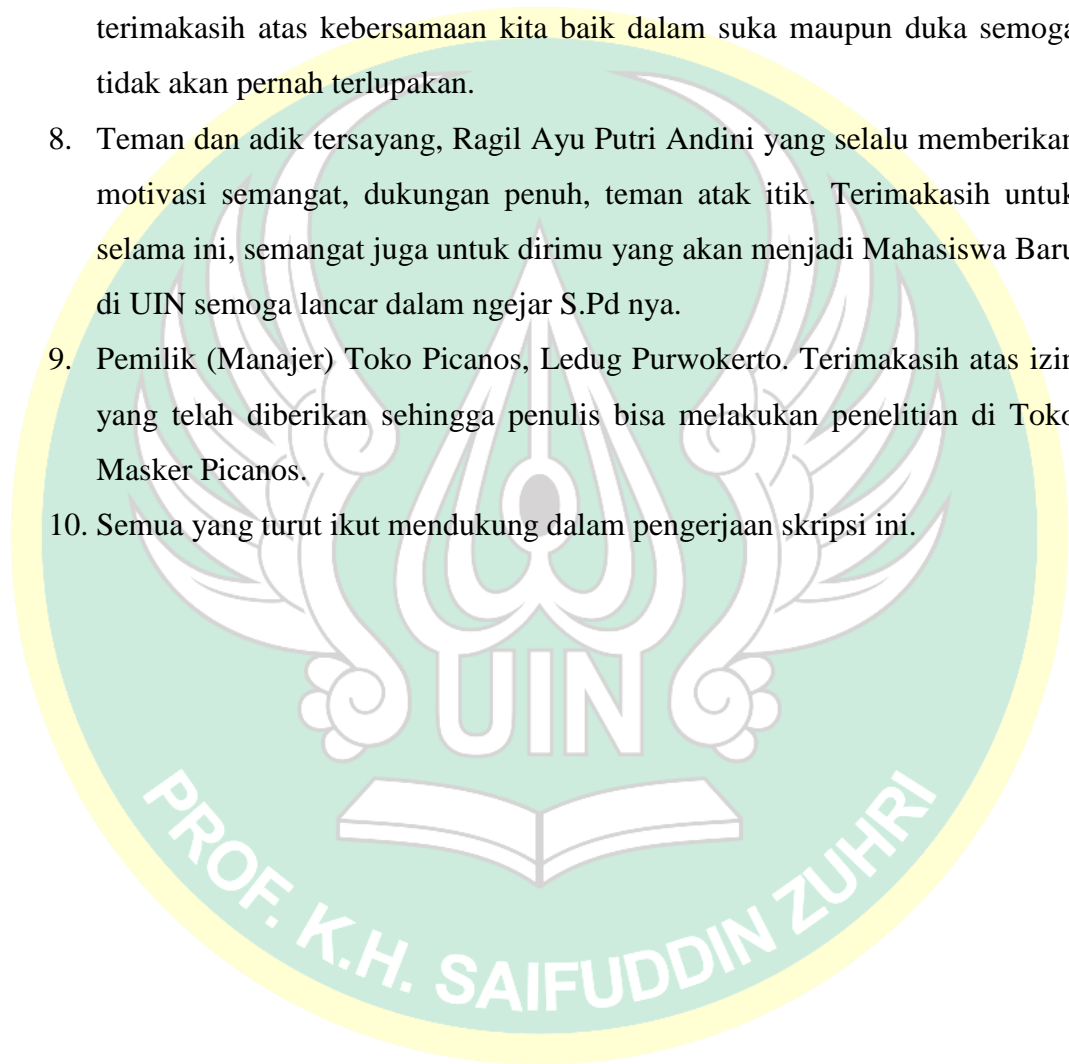 terimakasih atas kebersamaan kita baik dalam suka maupun duka semoga
tidak akan pernah terlupakan.
8. Teman dan adik tersayang, Ragil Ayu Putri Andini yang selalu memberikan
motivasi semangat, dukungan penuh, teman atak itik. Terimakasih untuk
selama ini, semangat juga untuk dirimu yang akan menjadi Mahasiswa Baru
di UIN semoga lancar dalam ngejar S.Pd nya.
9. Pemilik (Manajer) Toko Picanos, Ledug Purwokerto. Terimakasih atas izin
yang telah diberikan sehingga penulis bisa melakukan penelitian di Toko
Masker Picanos.
10. Semua yang turut ikut mendukung dalam pengerjaan skripsi ini.
UIN
PROF. K.H. SAIFUDDIN ZUHRI